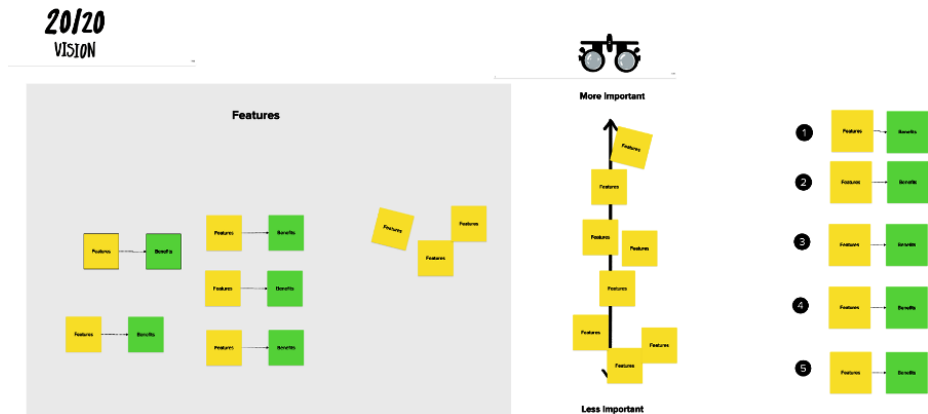 20/20
VISION
Features
Features
Benefits
Features
Benefits
Features
Benefits
Features
Benefits
Features
Benefits
Features
Features
Features
More Important
Features
Features
Features
Features
Features
Features
Features
Features
Less Important
1
Features
Benefits
2
Features
Benefits
3
Features
Benefits
4
Features
Benefits
5
Features
Benefits